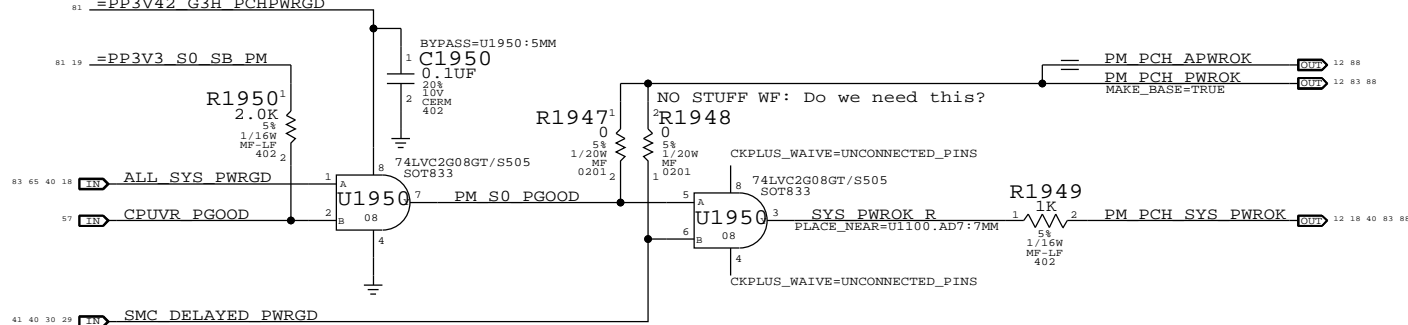 81 =PP3V42_G3H_PCHPWRGD
81 19 =PP3V3_S0_SB_PM
BYPASS=U1950:5MM
1 C1950
0.1UF
20%
10V
2 CERM
402
R1950 1
2.0K
5%
1/16W
MF-LF
402 2
PM_PCH_APWROK OUT 12 88
PM_PCH_PWROK OUT 12 83 88
MAKE_BASE=TRUE
NO STUFF WF: Do we need this?
R1947 1
0
5%
1/20W
MF
0201 2
2 R1948
0
5%
1/20W
MF
1 0201
83 65 40 18 IN ALL_SYS_PWRGD 1
57 IN CPUVR_PGOOD 2
8 74LVC2G08GT/S505
SOT833
A
U1950 7
B 08
4
PM_S0_PGOOD 5
6
CKPLUS_WAIVE=UNCONNECTED_PINS
8 74LVC2G08GT/S505
SOT833
A
U1950 3
B 08
4
CKPLUS_WAIVE=UNCONNECTED_PINS
SYS_PWROK_R
PLACE_NEAR=U1100.AD7:7MM
R1949
1 1K 2
5%
1/16W
MF-LF
402
PM_PCH_SYS_PWROK OUT 12 18 40 83 88
41 40 30 29 IN SMC_DELAYED_PWRGD